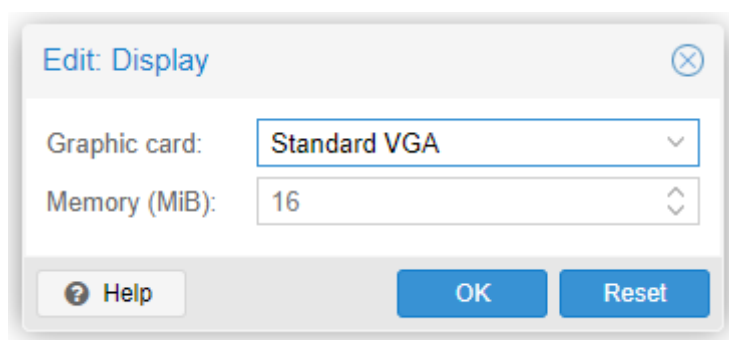 Edit: Display
Graphic card: Standard VGA
Memory (MiB): 16
Help OK Reset